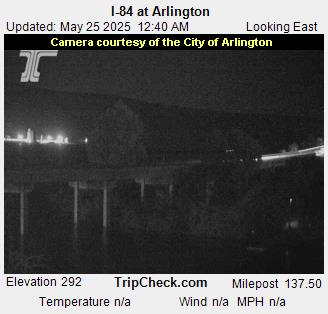 I-84 at Arlington
Updated: May 25 2025 12:40 AM Looking East
Camera courtesy of the City of Arlington
Elevation 292 TripCheck.com Milepost 137.50
Temperature n/a Wind n/a MPH n/a